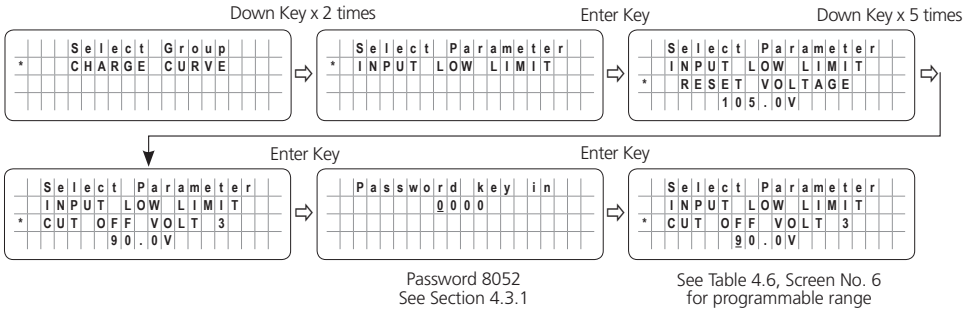 Down Key x 2 times
Enter Key
Down Key x 5 times
Select Group
* CHARGE CURVE
Select Parameter
* INPUT LOW LIMIT
Select Parameter
INPUT LOW LIMIT
* RESET VOLTAGE
105.0V
Enter Key
Enter Key
Select Parameter
INPUT LOW LIMIT
* CUT OFF VOLT 3
90.0V
Password key in
0000
Select Parameter
INPUT LOW LIMIT
* CUT OFF VOLT 3
90.0V
Password 8052
See Section 4.3.1
See Table 4.6, Screen No. 6
for programmable range